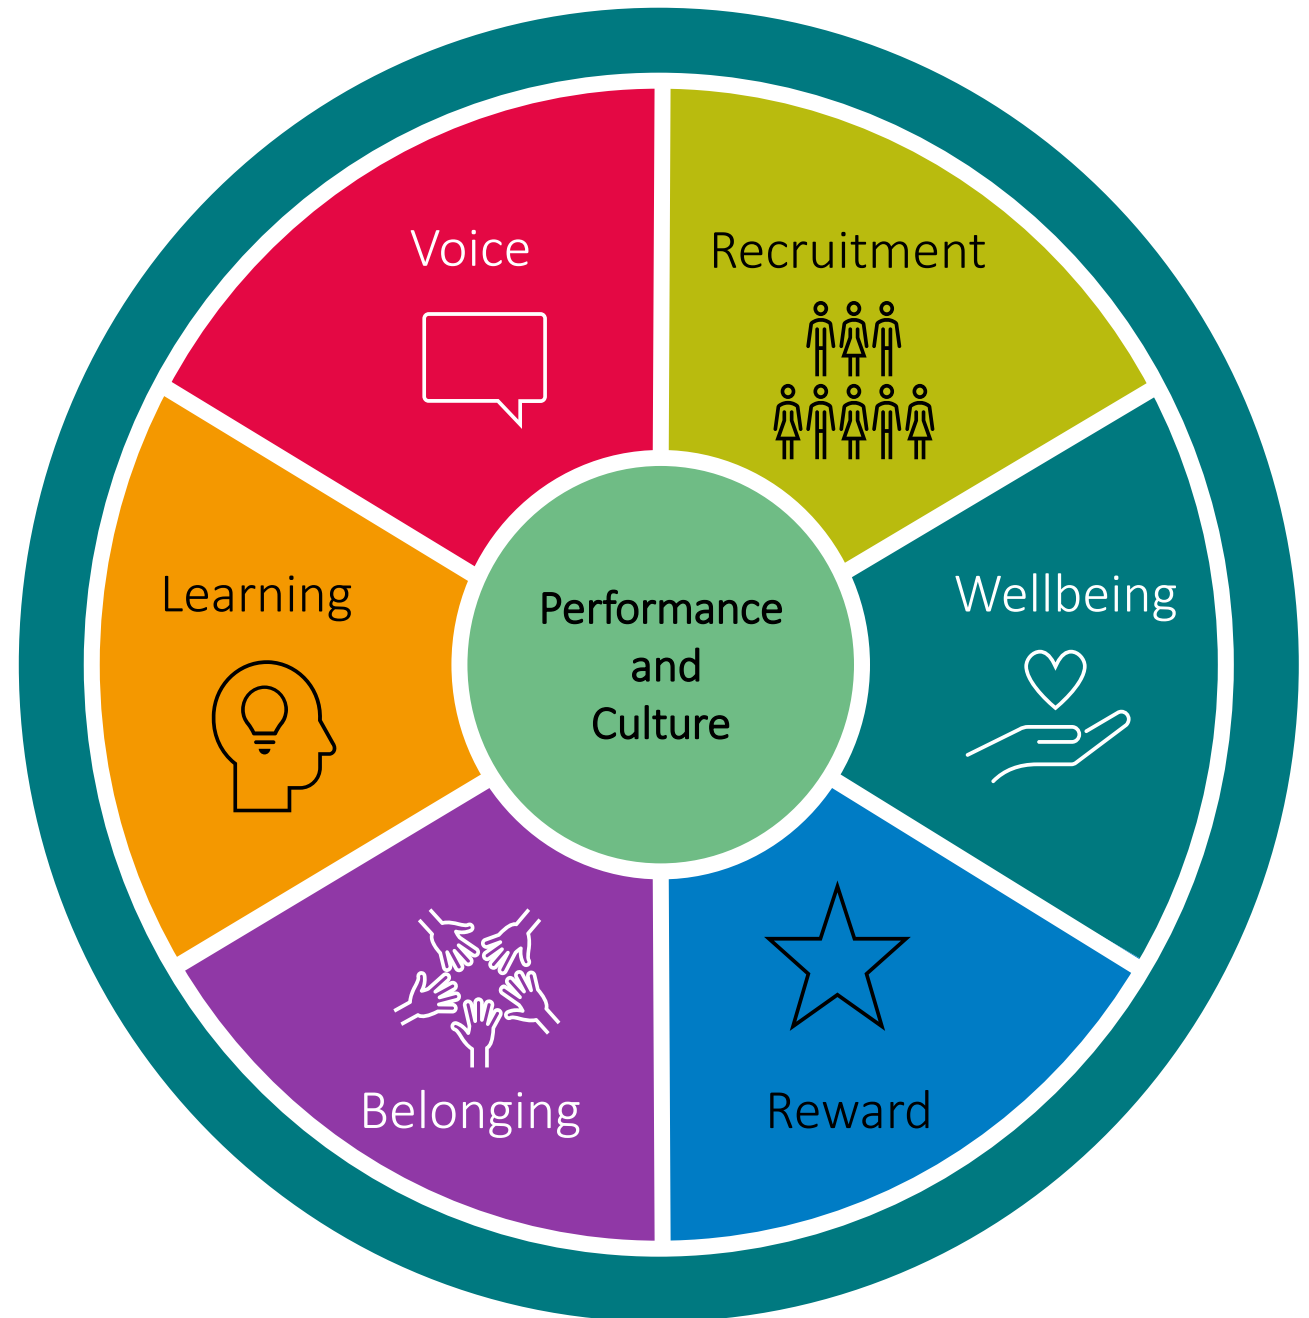 Voice
Recruitment
Learning
Performance
and
Culture
Wellbeing
Belonging
Reward